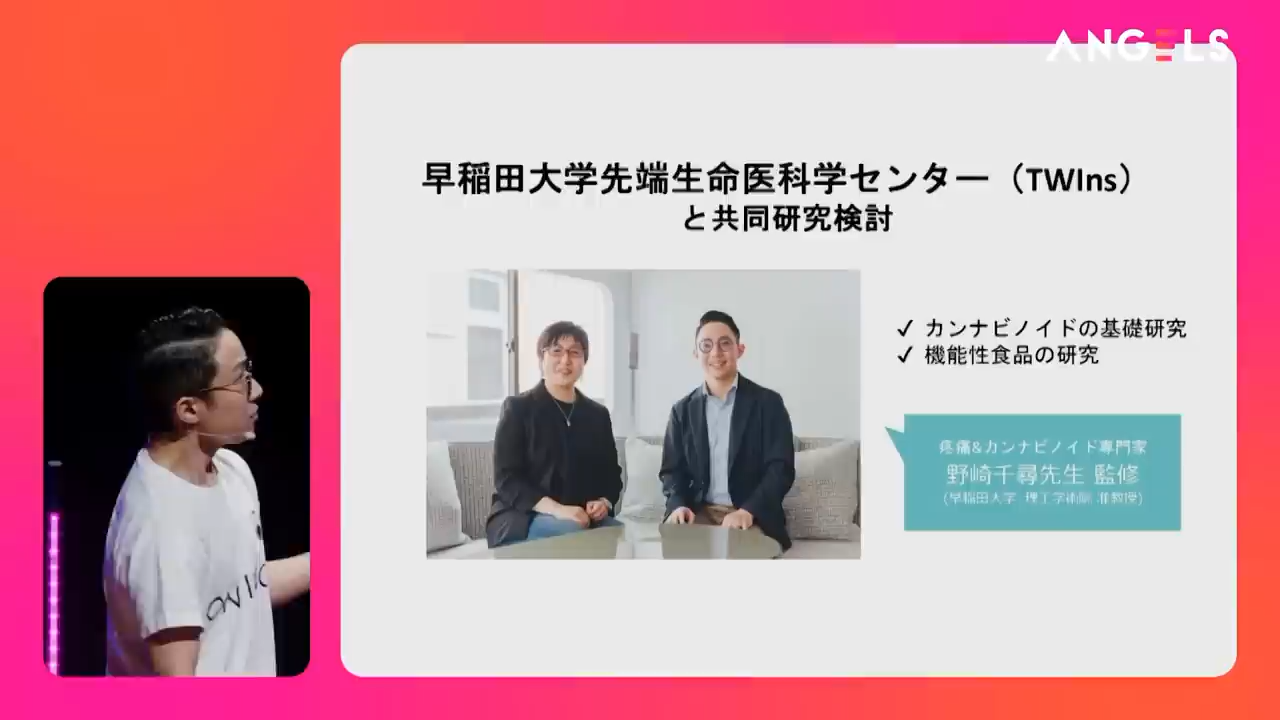 ANGELS
早稲田大学先端生命医科学センター（TWIns）
と共同研究検討
✓ カンナビノイドの基礎研究
✓ 機能性食品の研究
疼痛&カンナビノイド専門家
野崎千尋先生 監修
(早稲田大学 理工学術院 准教授)